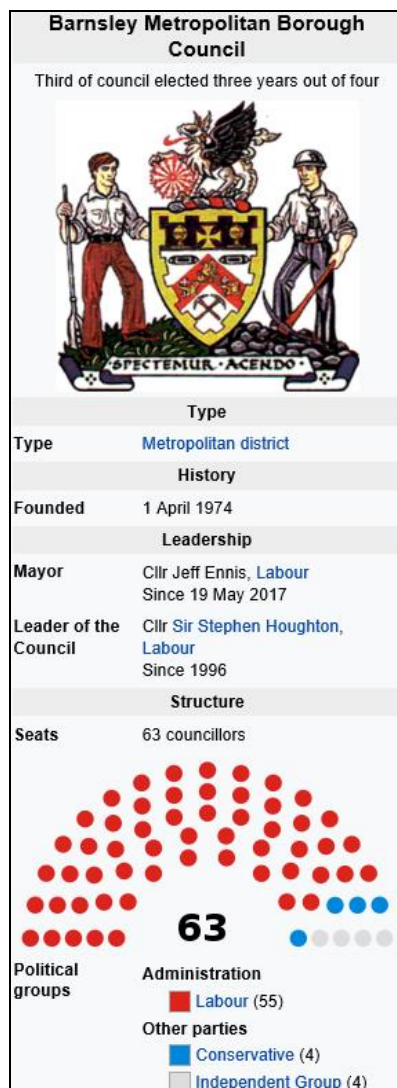 Barnsley Metropolitan Borough
Council
Third of council elected three years out of four
SPECTEMUR·ACENDO·
Type
Type Metropolitan district
History
Founded 1 April 1974
Leadership
Mayor Cllr Jeff Ennis, Labour
Since 19 May 2017
Leader of the Cllr Sir Stephen Houghton,
Council Labour
Since 1996
Structure
Seats 63 councillors
63
Political Administration
groups
Labour (55)
Other parties
Conservative (4)
Independent Group (4)